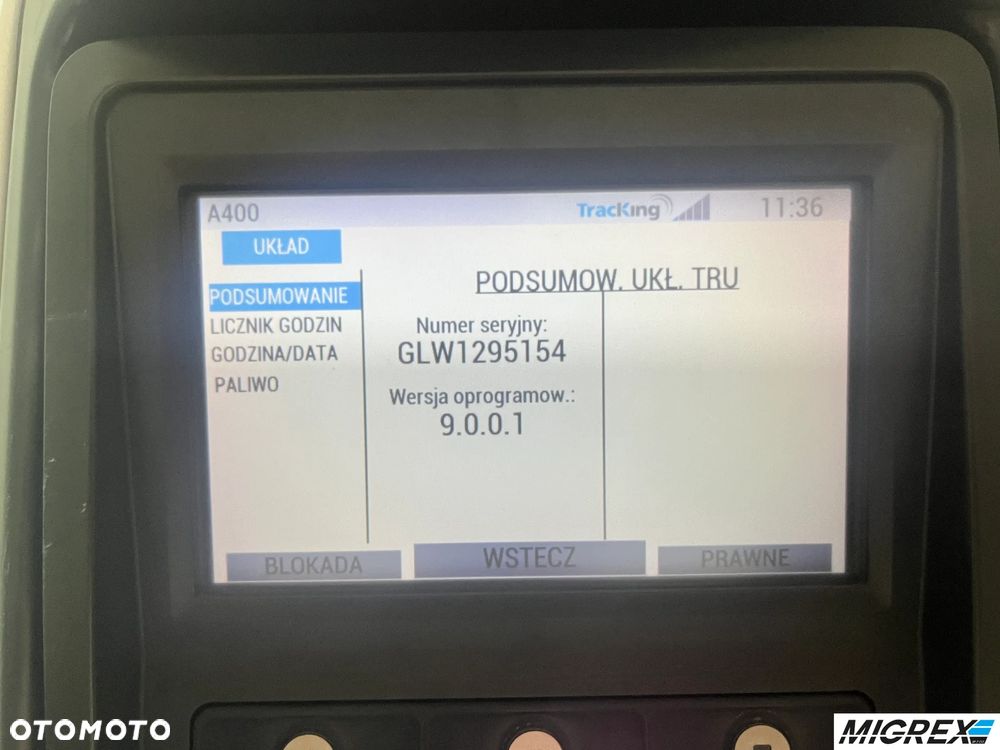 A400
TracKing
11:36
UKŁAD
PODSUMOW. UKŁ. TRU
PODSUMOWANIE
LICZNIK GODZIN
GODZINA/DATA
PALIWO
Numer seryjny:
GLW1295154
Wersja oprogramow.:
9.0.0.1
BLOKADA
WSTECZ
PRAWNE
OTOMOTO
MIGREX